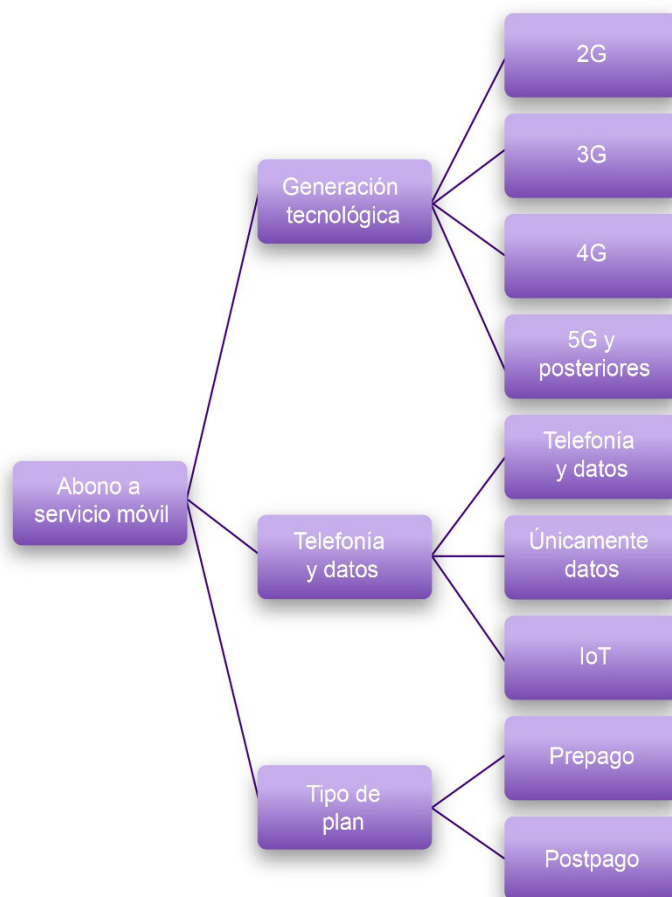 Abono a
servicio móvil
Generación
tecnológica
2G
3G
4G
5G y
posteriores
Telefonía
y datos
Telefonía
y datos
Únicamente
datos
IoT
Tipo de
plan
Prepago
Postpago